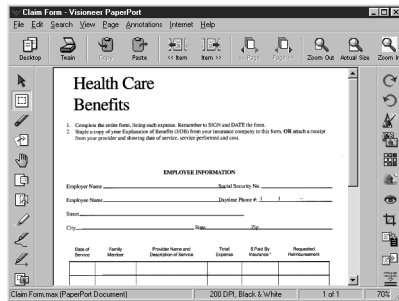 Claim Form - Visioneer PaperPort
File Edit Search View Page Annotations Internet Help
Desktop Train Copy Paste << Item Item >> << Page Page >> Zoom Out Actual Size Zoom In
Health Care
Benefits
1. Complete the entire form, listing each expense. Remember to SIGN and DATE the form.
2. Staple a copy of your Explanation of Benefits (EOB) from your insurance company to this form, OR attach a receipt
from your provider and showing date of service, service performed and cost.
EMPLOYEE INFORMATION
Employer Name Social Security No.
Employee Name Daytime Phone #: ( ) -
Street
City State Zip
Date of Family Provider Name and Total $ Paid By Requested
Service Member Description of Service Expense Insurance * Reimbursement
Claim Form.max (PaperPort Document) 200 DPI, Black & White 1 of 1 70%